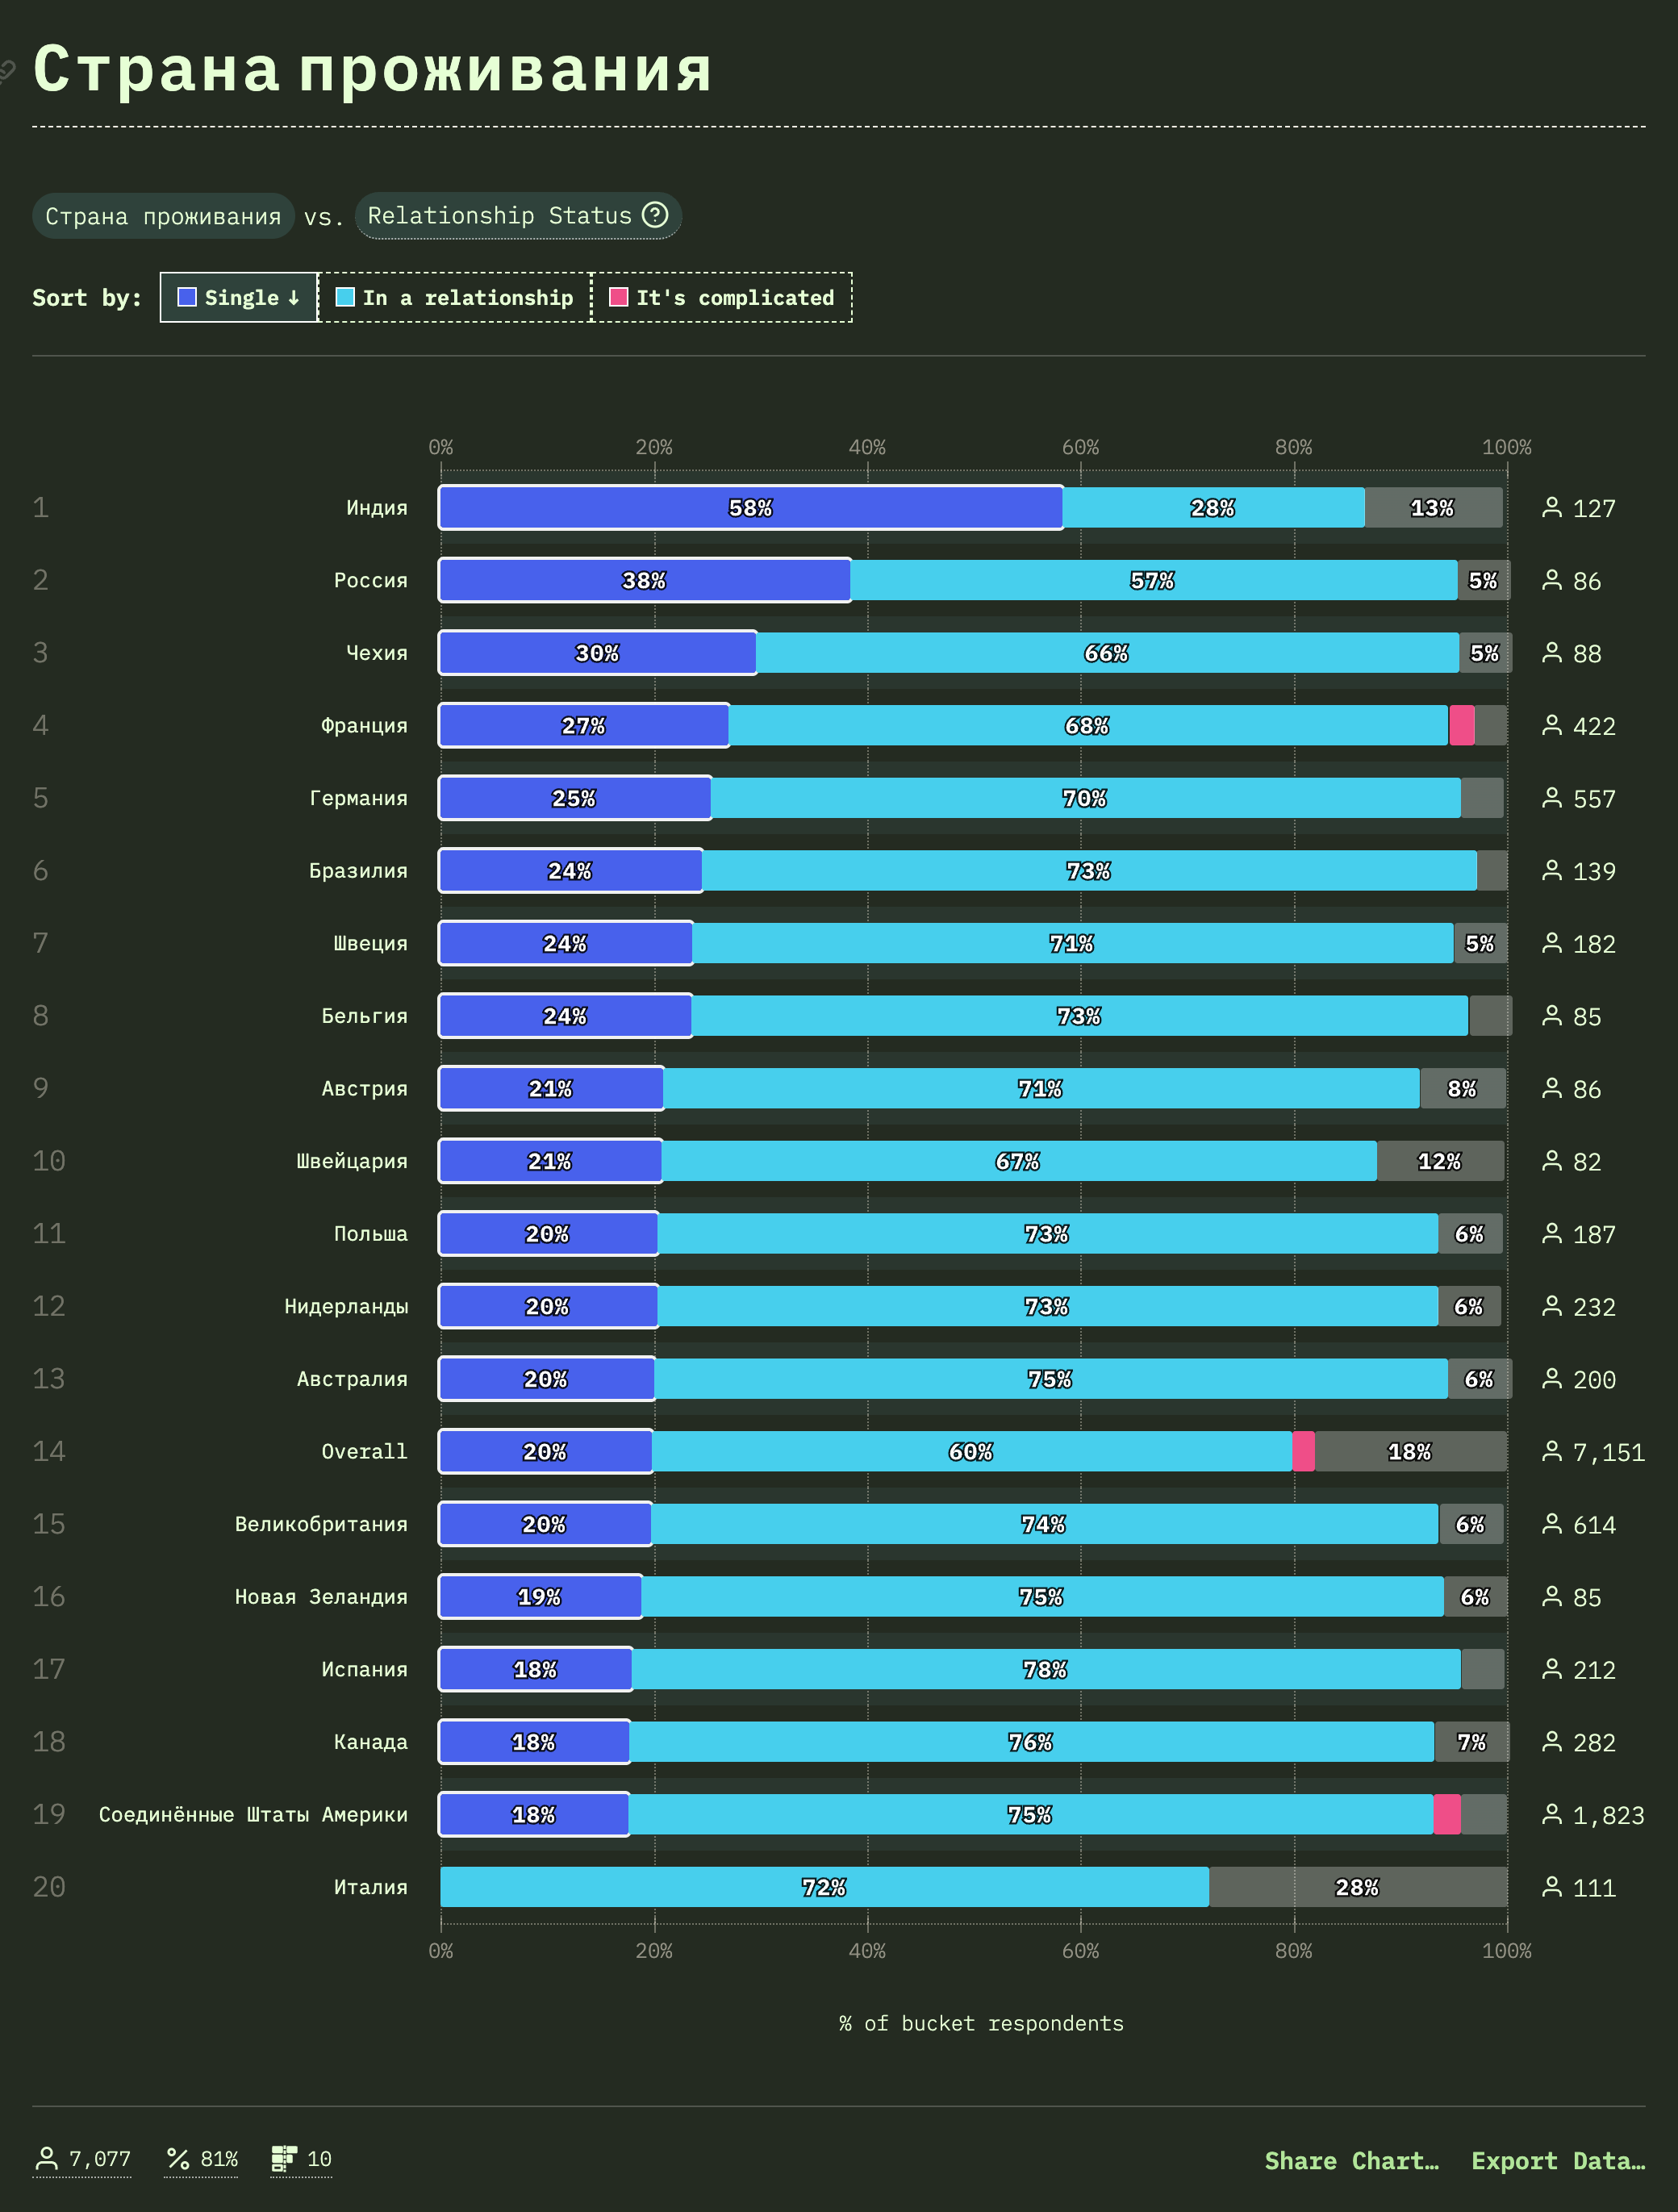 Страна проживания
Страна проживания vs. Relationship Status ?
Sort by: Single ↓ In a relationship It's complicated
0% 20% 40% 60% 80% 100%
1 Индия 58% 28% 13% 127
2 Россия 38% 57% 5% 86
3 Чехия 30% 66% 5% 88
4 Франция 27% 68% 422
5 Германия 25% 70% 557
6 Бразилия 24% 73% 139
7 Швеция 24% 71% 5% 182
8 Бельгия 24% 73% 85
9 Австрия 21% 71% 8% 86
10 Швейцария 21% 67% 12% 82
11 Польша 20% 73% 6% 187
12 Нидерланды 20% 73% 6% 232
13 Австралия 20% 75% 6% 200
14 Overall 20% 60% 18% 7,151
15 Великобритания 20% 74% 6% 614
16 Новая Зеландия 19% 75% 6% 85
17 Испания 18% 78% 212
18 Канада 18% 76% 7% 282
19 Соединённые Штаты Америки 18% 75% 1,823
20 Италия 72% 28% 111
0% 20% 40% 60% 80% 100%
% of bucket respondents
7,077 % 81% 10 Share Chart… Export Data…